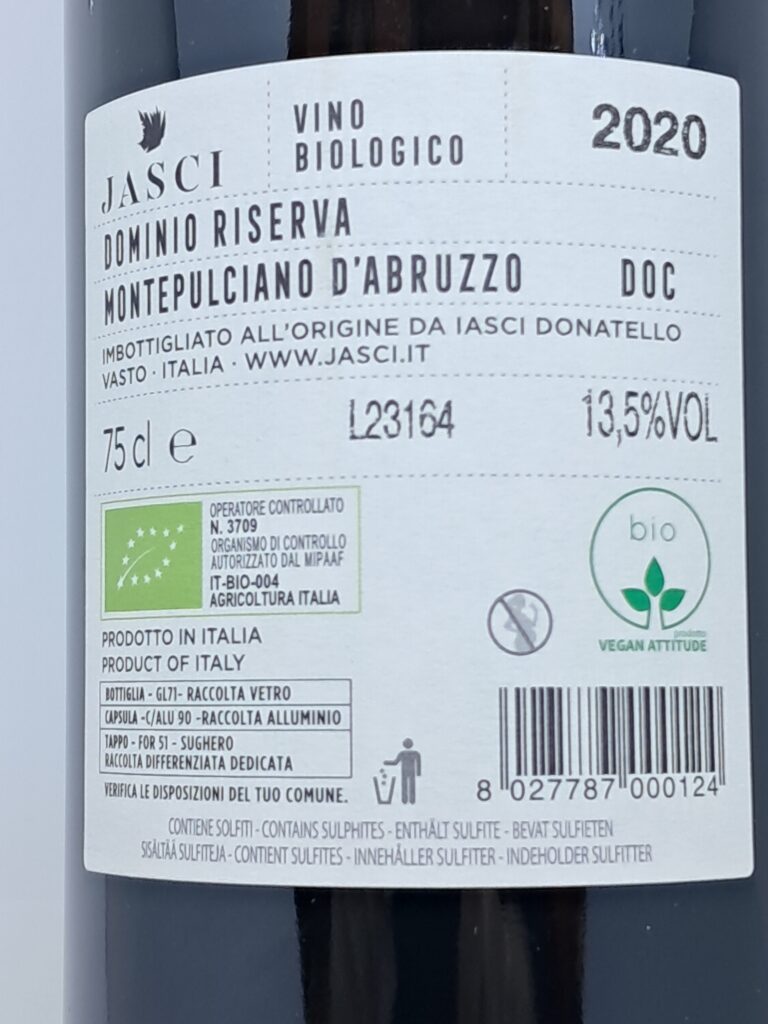 JASCI
VINO
BIOLOGICO
2020
DOMINIO RISERVA
MONTEPULCIANO D'ABRUZZO DOC
IMBOTTIGLIATO ALL'ORIGINE DA IASCI DONATELLO
VASTO · ITALIA · WWW.JASCI.IT
75 cl e L23164 13,5%VOL
OPERATORE CONTROLLATO
N. 3709
ORGANISMO DI CONTROLLO
AUTORIZZATO DAL MIPAAF
IT-BIO-004
AGRICOLTURA ITALIA
bio
prodotto
VEGAN ATTITUDE
PRODOTTO IN ITALIA
PRODUCT OF ITALY
BOTTIGLIA - GL71- RACCOLTA VETRO
CAPSULA -C/ALU 90 -RACCOLTA ALLUMINIO
TAPPO - FOR 51 - SUGHERO
RACCOLTA DIFFERENZIATA DEDICATA
VERIFICA LE DISPOSIZIONI DEL TUO COMUNE.
8 027787 000124
CONTIENE SOLFITI - CONTAINS SULPHITES - ENTHÄLT SULFITE - BEVAT SULFIETEN
SISÄLTÄÄ SULFITEJA - CONTIENT SULFITES - INNEHÅLLER SULFITER - INDEHOLDER SULFITTER